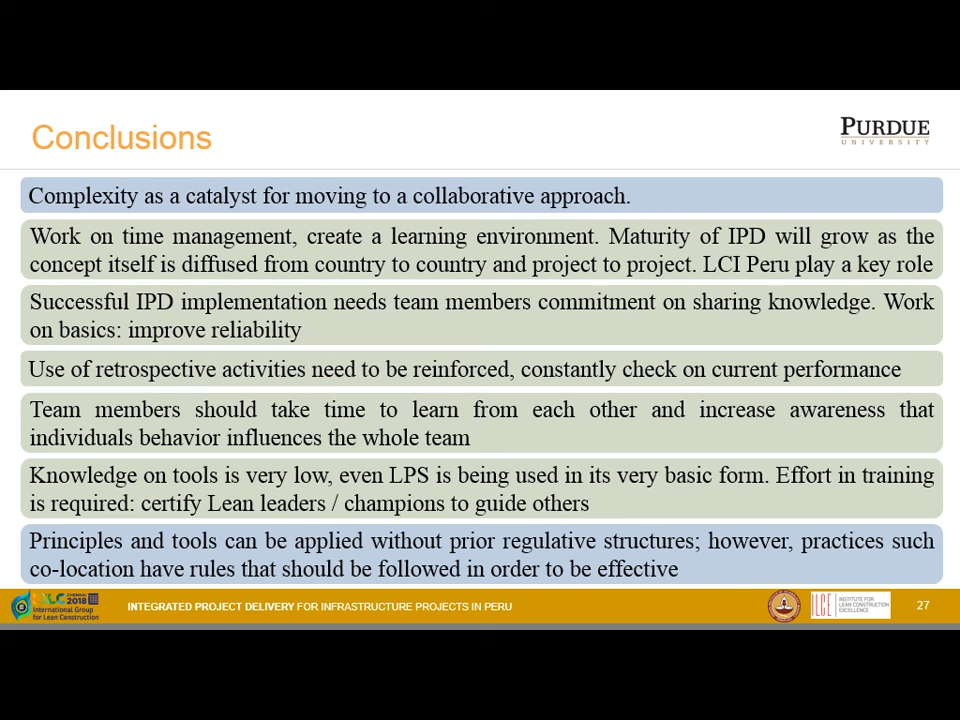 Conclusions
PURDUE
UNIVERSITY
Complexity as a catalyst for moving to a collaborative approach.
Work on time management, create a learning environment. Maturity of IPD will grow as the
concept itself is diffused from country to country and project to project. LCI Peru play a key role
Successful IPD implementation needs team members commitment on sharing knowledge. Work
on basics: improve reliability
Use of retrospective activities need to be reinforced, constantly check on current performance
Team members should take time to learn from each other and increase awareness that
individuals behavior influences the whole team
Knowledge on tools is very low, even LPS is being used in its very basic form. Effort in training
is required: certify Lean leaders / champions to guide others
Principles and tools can be applied without prior regulative structures; however, practices such
co-location have rules that should be followed in order to be effective
CHENNAI
2018
International Group
for Lean Construction
INTEGRATED PROJECT DELIVERY FOR INFRASTRUCTURE PROJECTS IN PERU
ILCE
INSTITUTE FOR
LEAN CONSTRUCTION
EXCELLENCE
27